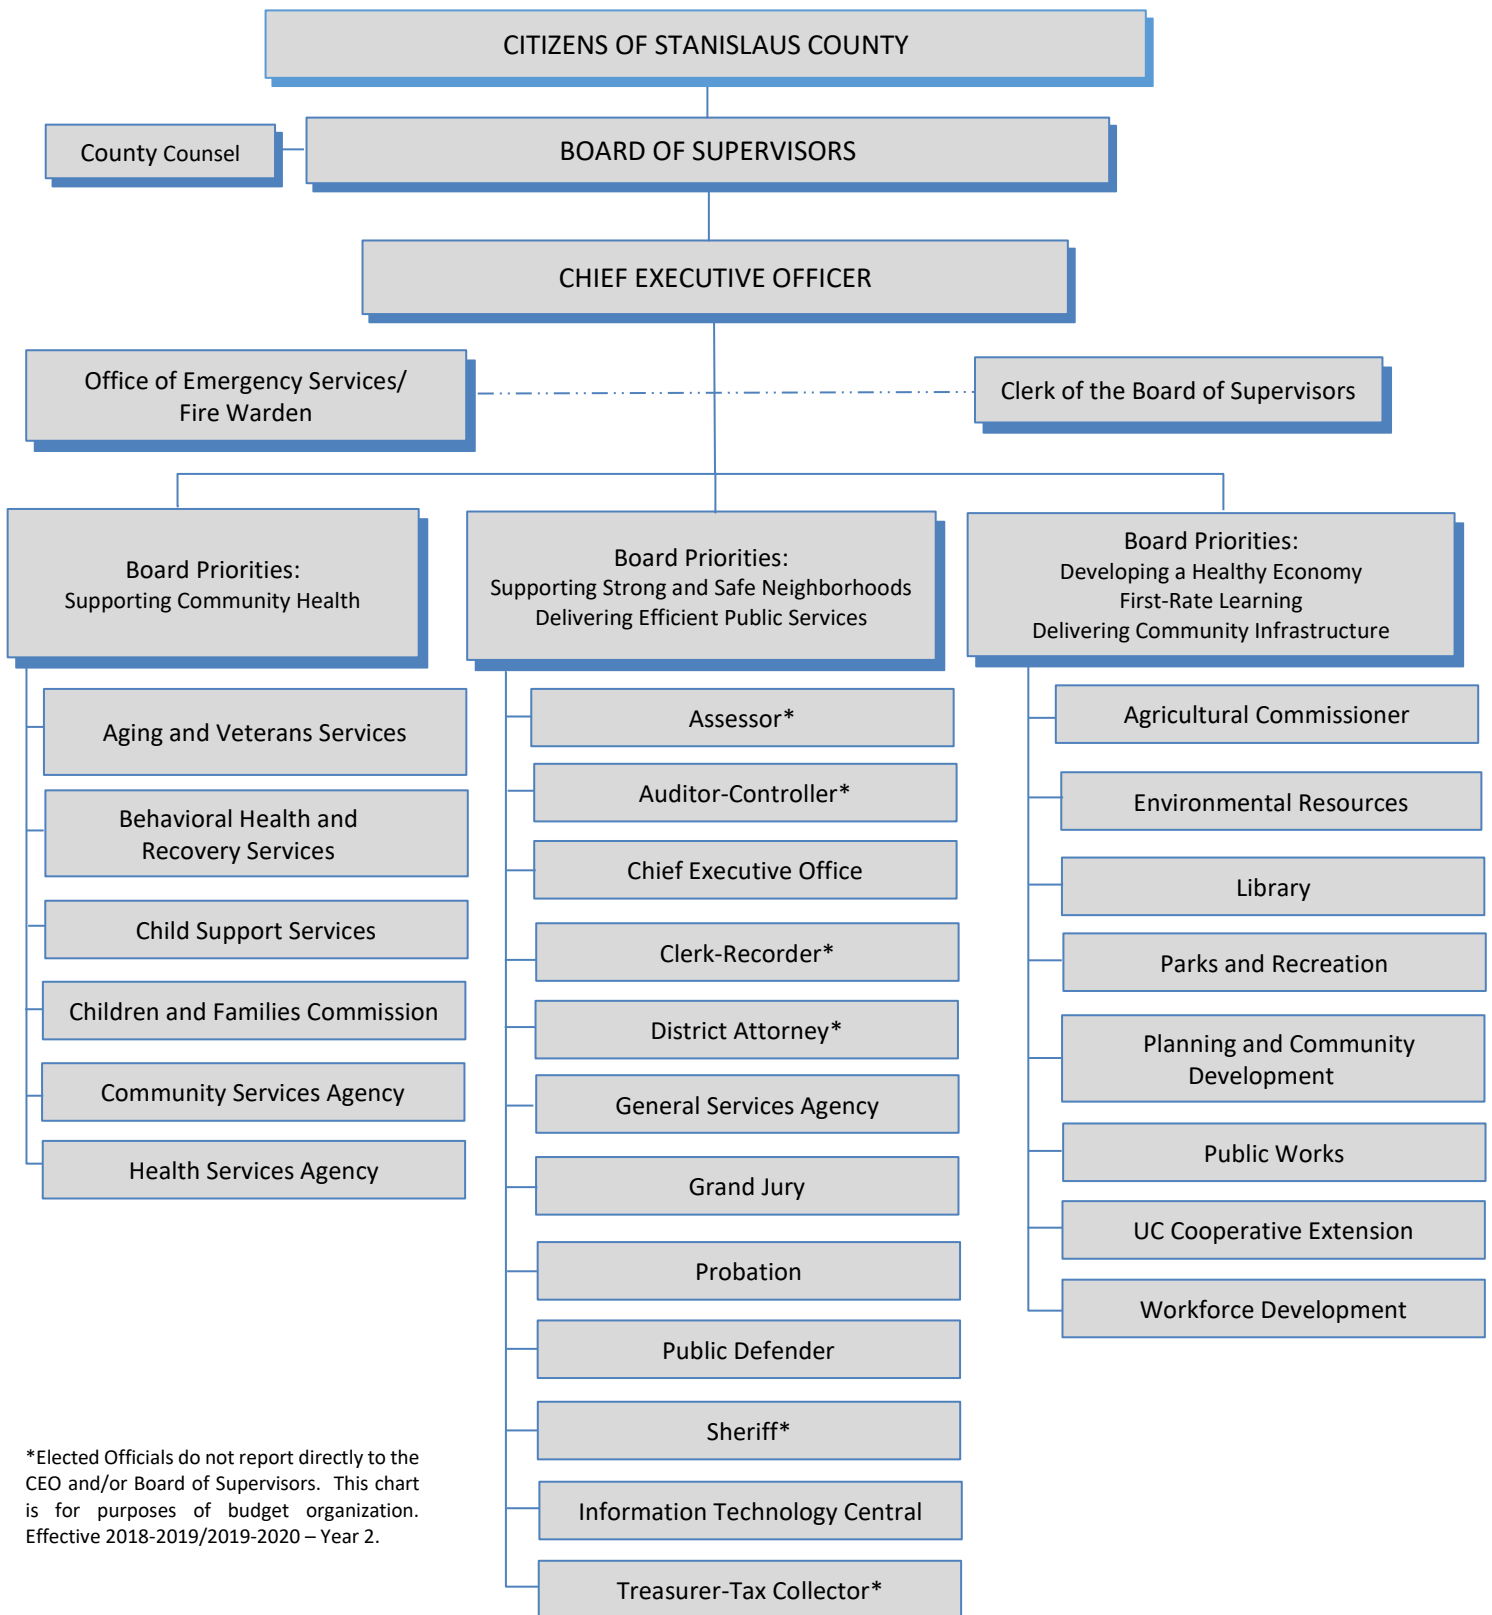 CITIZENS OF STANISLAUS COUNTY
County Counsel
BOARD OF SUPERVISORS
CHIEF EXECUTIVE OFFICER
Office of Emergency Services/
Fire Warden
Clerk of the Board of Supervisors
Board Priorities:
Supporting Community Health
Aging and Veterans Services
Behavioral Health and
Recovery Services
Child Support Services
Children and Families Commission
Community Services Agency
Health Services Agency
Board Priorities:
Supporting Strong and Safe Neighborhoods
Delivering Efficient Public Services
Assessor*
Auditor-Controller*
Chief Executive Office
Clerk-Recorder*
District Attorney*
General Services Agency
Grand Jury
Probation
Public Defender
Sheriff*
Information Technology Central
Treasurer-Tax Collector*
Board Priorities:
Developing a Healthy Economy
First-Rate Learning
Delivering Community Infrastructure
Agricultural Commissioner
Environmental Resources
Library
Parks and Recreation
Planning and Community
Development
Public Works
UC Cooperative Extension
Workforce Development
*Elected Officials do not report directly to the
CEO and/or Board of Supervisors. This chart
is for purposes of budget organization.
Effective 2018-2019/2019-2020 – Year 2.